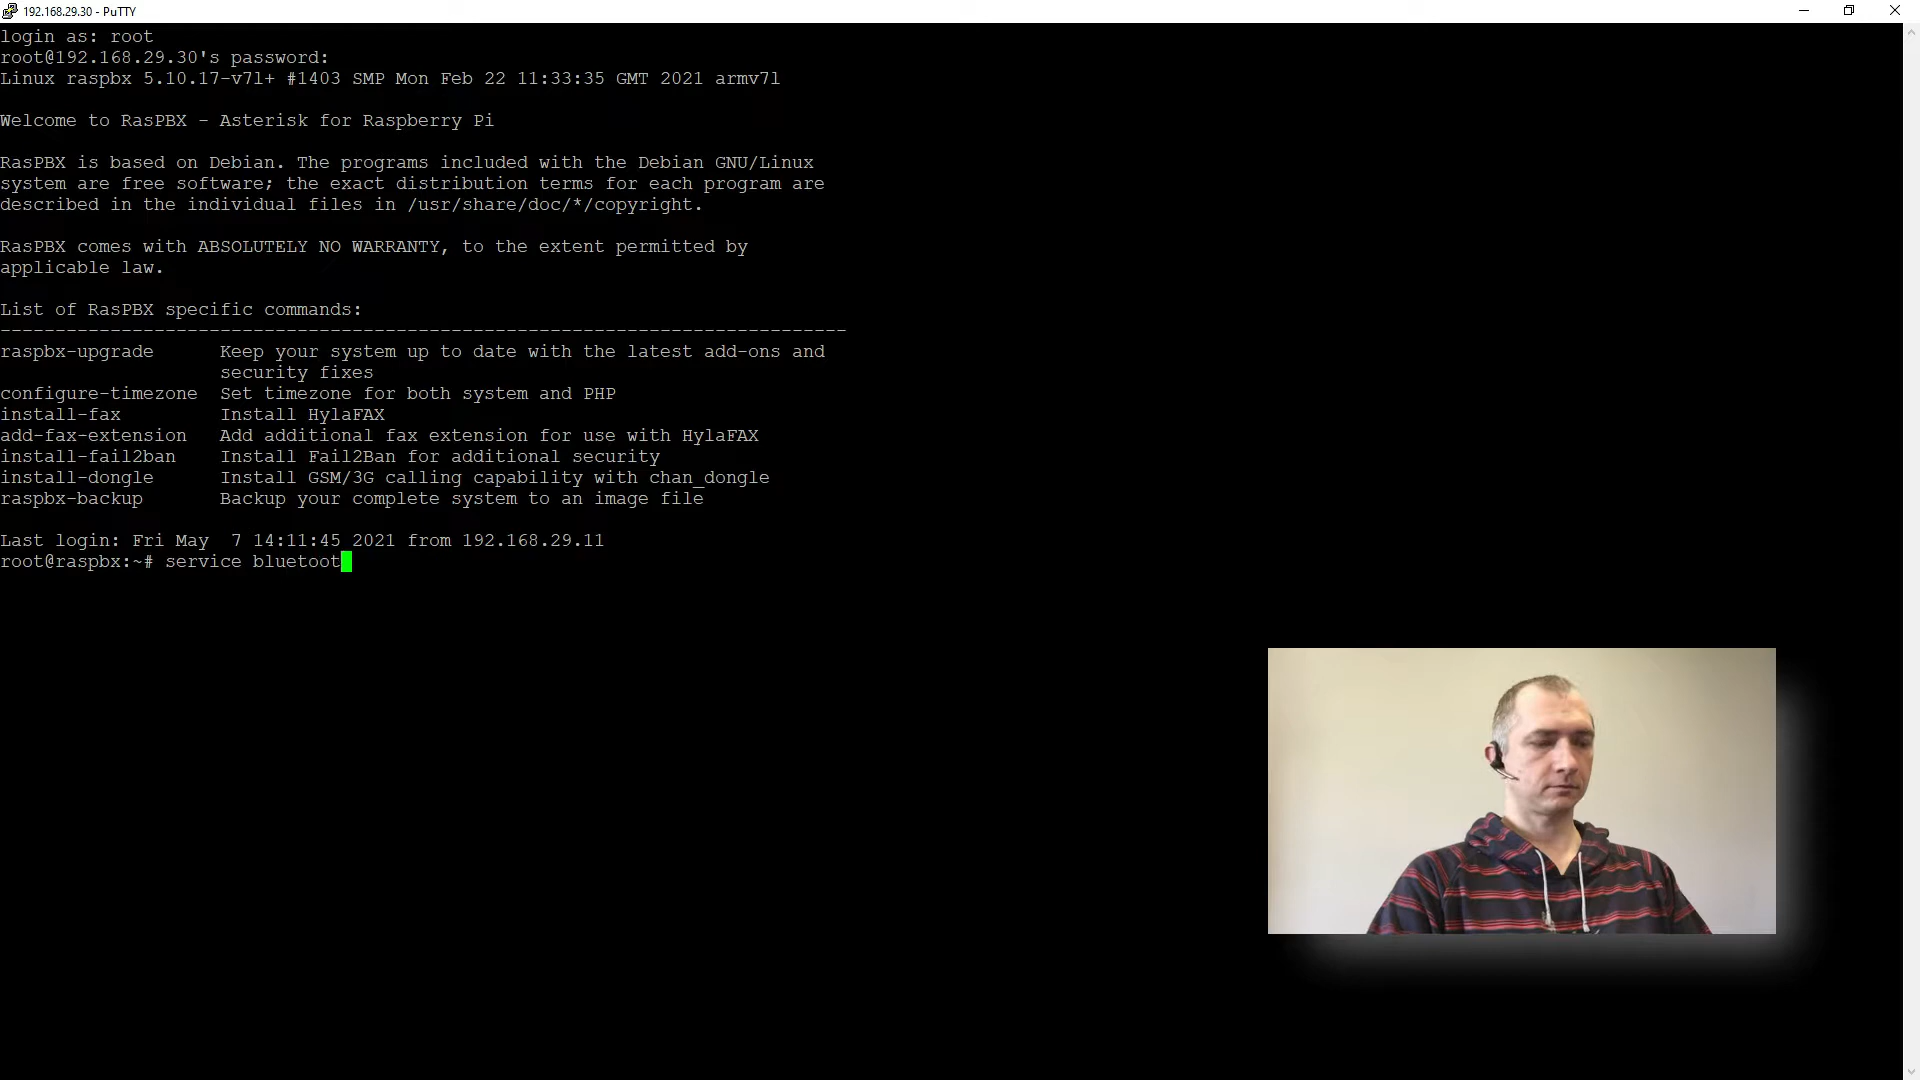 192.168.29.30 - PuTTY
login as: root
root@192.168.29.30's password:
Linux raspbx 5.10.17-v7l+ #1403 SMP Mon Feb 22 11:33:35 GMT 2021 armv7l
Welcome to RasPBX - Asterisk for Raspberry Pi
RasPBX is based on Debian. The programs included with the Debian GNU/Linux
system are free software; the exact distribution terms for each program are
described in the individual files in /usr/share/doc/*/copyright.
RasPBX comes with ABSOLUTELY NO WARRANTY, to the extent permitted by
applicable law.
List of RasPBX specific commands:
-----------------------------------------------------------------------------
raspbx-upgrade      Keep your system up to date with the latest add-ons and
                    security fixes
configure-timezone  Set timezone for both system and PHP
install-fax         Install HylaFAX
add-fax-extension   Add additional fax extension for use with HylaFAX
install-fail2ban    Install Fail2Ban for additional security
install-dongle      Install GSM/3G calling capability with chan_dongle
raspbx-backup       Backup your complete system to an image file
Last login: Fri May  7 14:11:45 2021 from 192.168.29.11
root@raspbx:~# service bluetoot